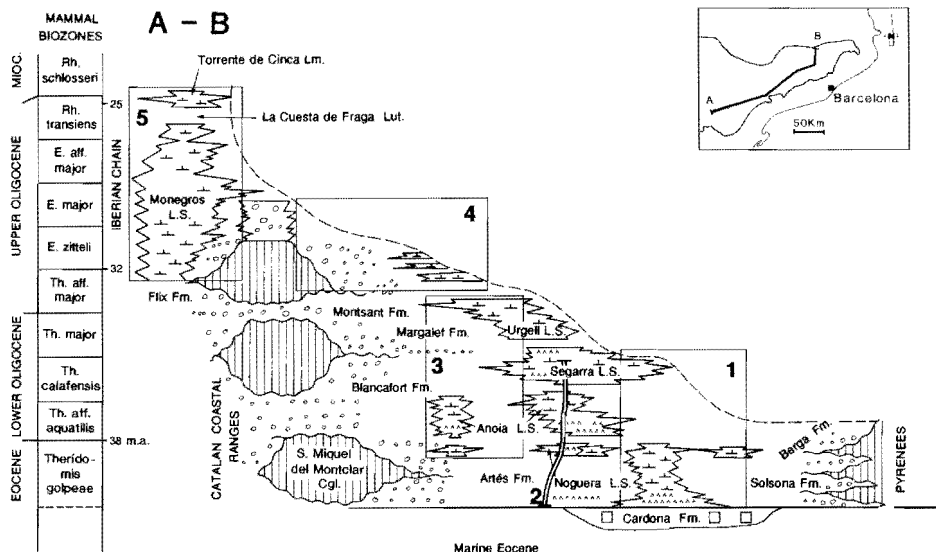 MAMMAL
BIOZONES
A - B
MIOC.
UPPER OLIGOCENE
LOWER OLIGOCENE
EOCENE
Rh.
schlosseri
Rh.
transiens
E. aff.
major
E. major
E. zitteli
Th. aff.
major
Th. major
Th.
calafensis
Th. aff.
aquatilis
Therido-
mis
golpeae
25
32
38 m.a.
IBERIAN CHAIN
CATALAN COASTAL
RANGES
PYRENEES
Torrente de Cinca Lm.
5
La Cuesta de Fraga Lut.
Monegros
L.S.
4
Flix Fm.
Montsant Fm.
Margalef Fm.
Urgell L.S.
3
Segarra L.S.
1
Blancafort Fm.
Anoia L.S.
S. Miquel
del Montclar
Cgl.
Artés Fm.
2
Noguera L.S.
Berga Fm.
Solsona Fm.
Cardona Fm.
Marine Eocene
A
B
Barcelona
50Km